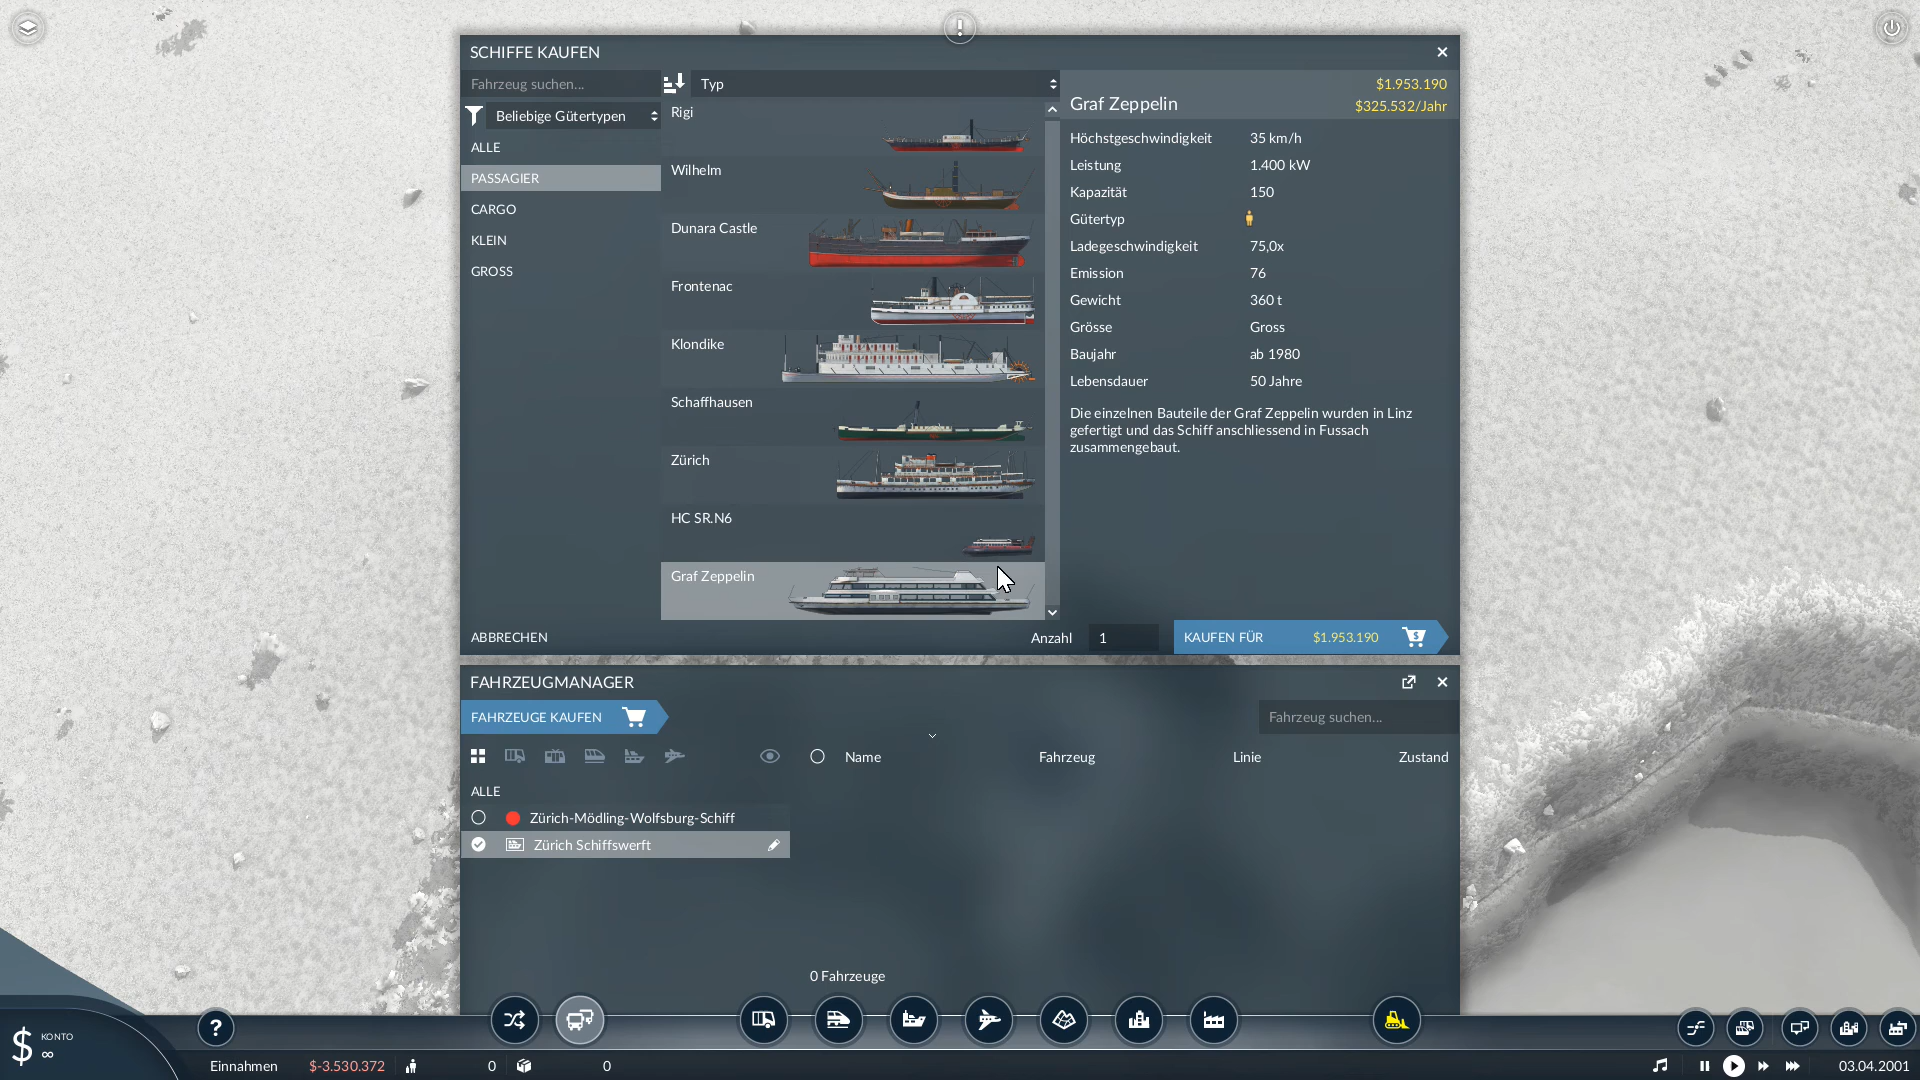 SCHIFFE KAUFEN
Fahrzeug suchen...
Typ
$1.953.190
Graf Zeppelin
$325.532/Jahr
Beliebige Gütertypen
ALLE
PASSAGIER
CARGO
KLEIN
GROSS
Rigi
Wilhelm
Dunara Castle
Frontenac
Klondike
Schaffhausen
Zürich
HC SR.N6
Graf Zeppelin
Höchstgeschwindigkeit 35 km/h
Leistung 1.400 kW
Kapazität 150
Gütertyp
Ladegeschwindigkeit 75,0x
Emission 76
Gewicht 360 t
Grösse Gross
Baujahr ab 1980
Lebensdauer 50 Jahre
Die einzelnen Bauteile der Graf Zeppelin wurden in Linz
gefertigt und das Schiff anschliessend in Fussach
zusammengebaut.
ABBRECHEN
Anzahl 1
KAUFEN FÜR $1.953.190
FAHRZEUGMANAGER
FAHRZEUGE KAUFEN
Fahrzeug suchen...
Name Fahrzeug Linie Zustand
ALLE
Zürich-Mödling-Wolfsburg-Schiff
Zürich Schiffswerft
0 Fahrzeuge
KONTO
∞
Einnahmen $-3.530.372 0 0
03.04.2001